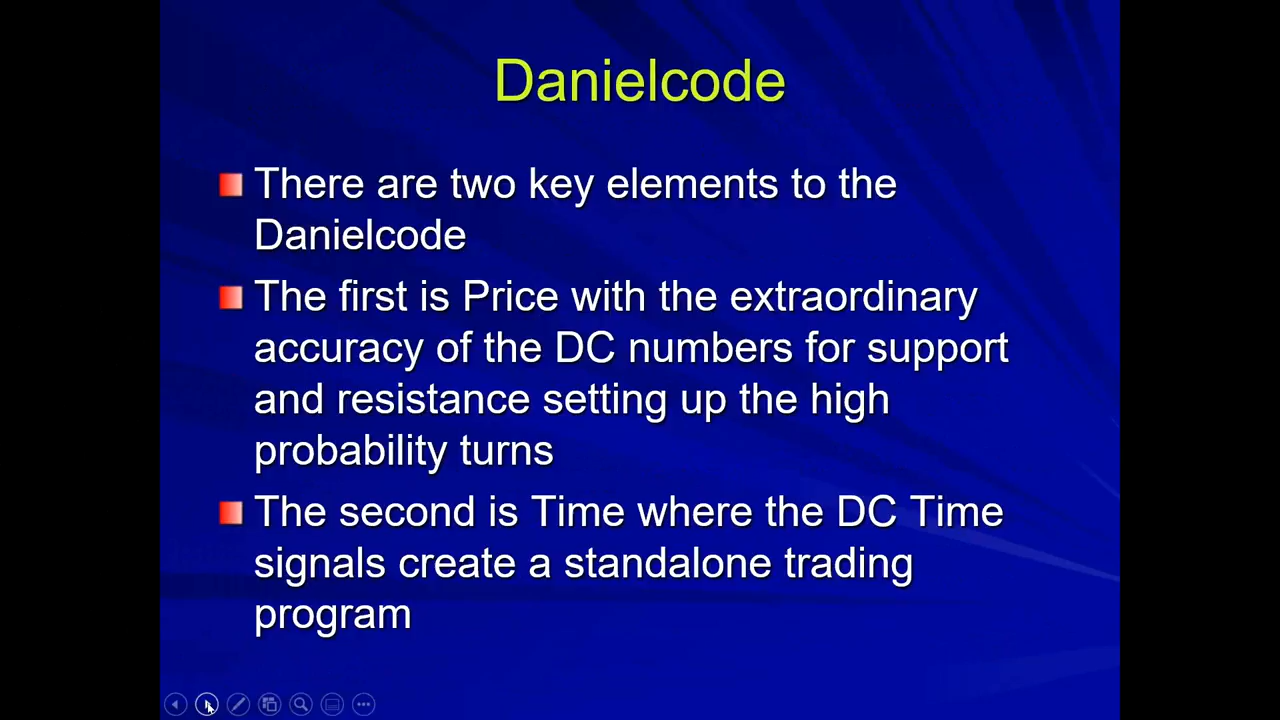 Danielcode
There are two key elements to the
Danielcode
The first is Price with the extraordinary
accuracy of the DC numbers for support
and resistance setting up the high
probability turns
The second is Time where the DC Time
signals create a standalone trading
program